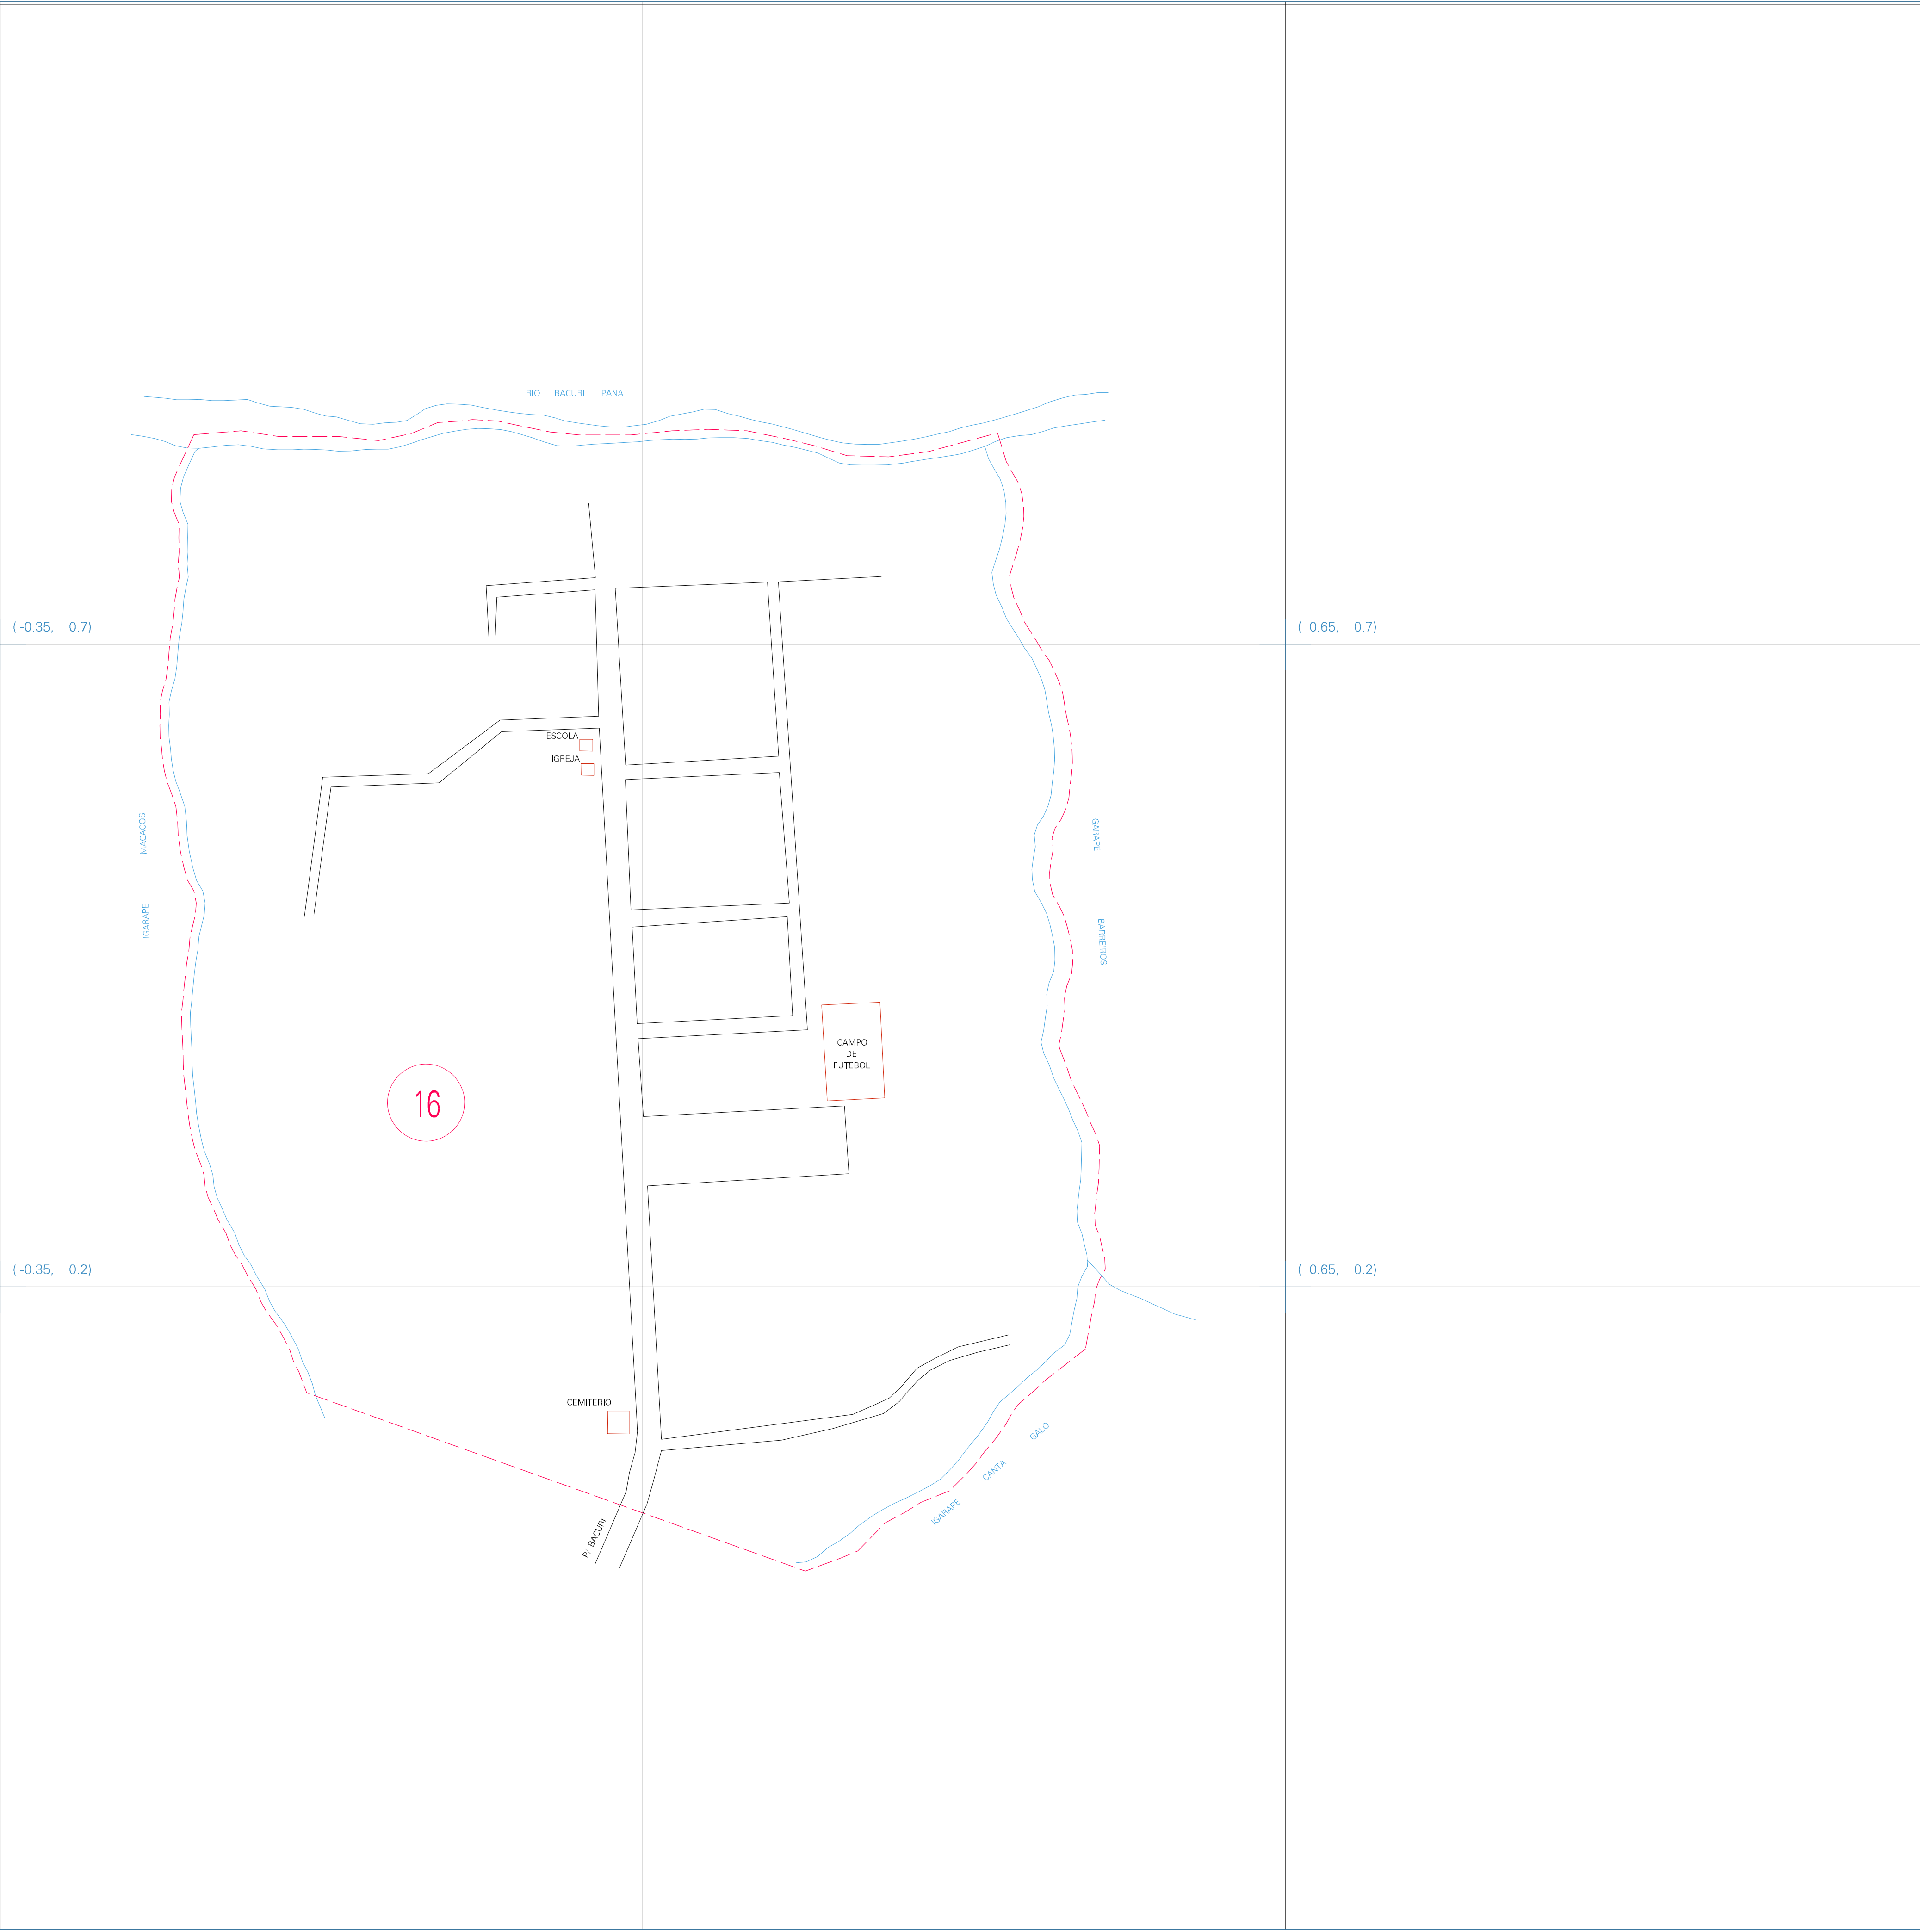 RIO BACURI - PANA
( -0.35, 0.7)
( 0.65, 0.7)
ESCOLA
IGREJA
IGARAPE MACACOS
IGARAPE BARREIROS
CAMPO
DE
FUTEBOL
16
( -0.35, 0.2)
( 0.65, 0.2)
CEMITERIO
IGARAPE CANTA GALO
P/ BACURI